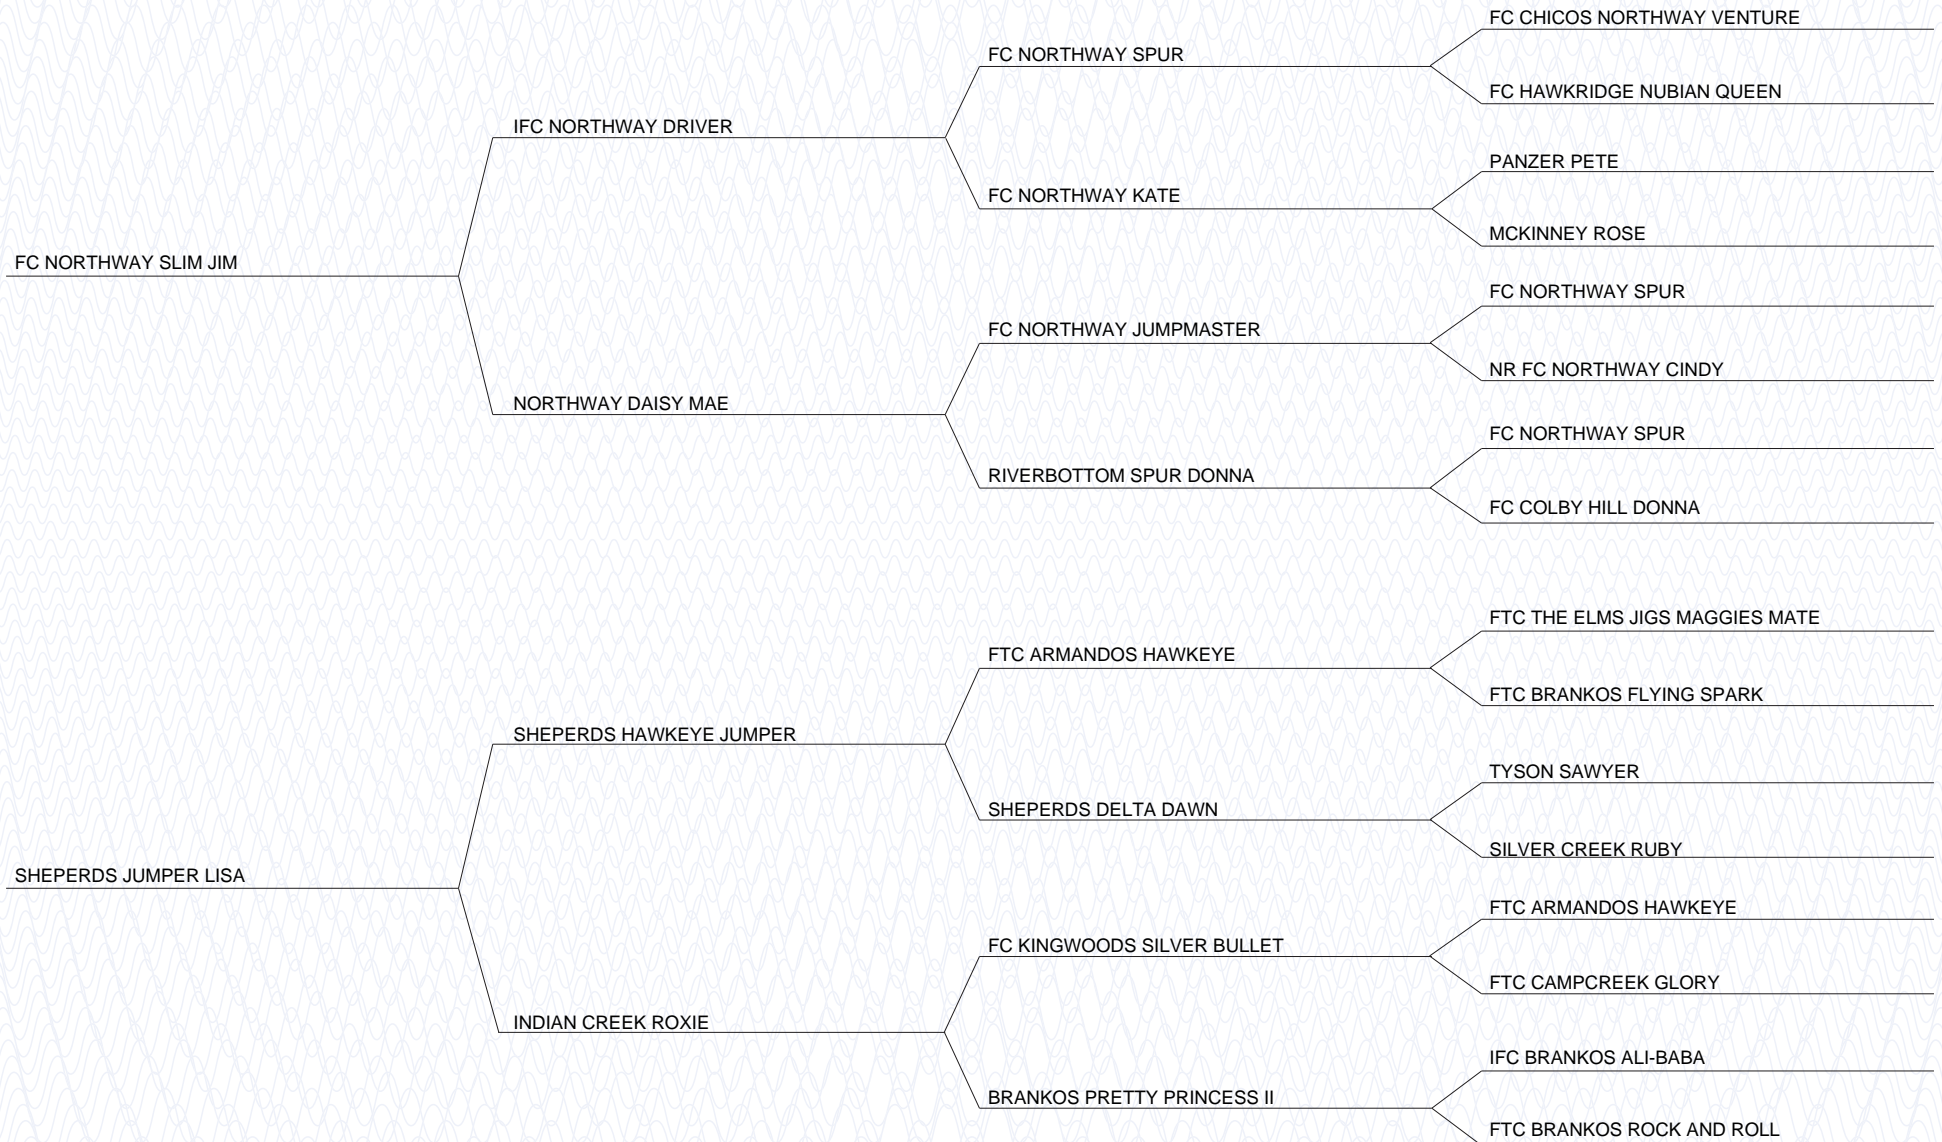 FC CHICOS NORTHWAY VENTURE
FC NORTHWAY SPUR
FC HAWKRIDGE NUBIAN QUEEN
IFC NORTHWAY DRIVER
PANZER PETE
FC NORTHWAY KATE
MCKINNEY ROSE
FC NORTHWAY SLIM JIM
FC NORTHWAY SPUR
FC NORTHWAY JUMPMASTER
NR FC NORTHWAY CINDY
NORTHWAY DAISY MAE
FC NORTHWAY SPUR
RIVERBOTTOM SPUR DONNA
FC COLBY HILL DONNA
FTC THE ELMS JIGS MAGGIES MATE
FTC ARMANDOS HAWKEYE
FTC BRANKOS FLYING SPARK
SHEPERDS HAWKEYE JUMPER
TYSON SAWYER
SHEPERDS DELTA DAWN
SILVER CREEK RUBY
SHEPERDS JUMPER LISA
FTC ARMANDOS HAWKEYE
FC KINGWOODS SILVER BULLET
FTC CAMPCREEK GLORY
INDIAN CREEK ROXIE
IFC BRANKOS ALI-BABA
BRANKOS PRETTY PRINCESS II
FTC BRANKOS ROCK AND ROLL